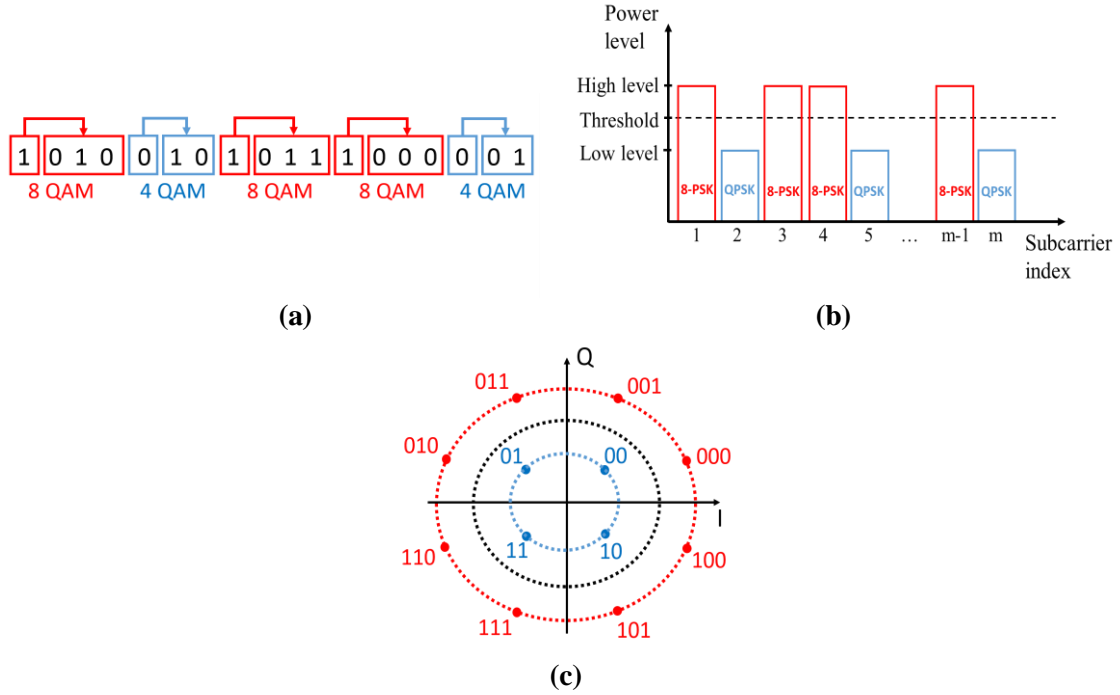 1 0 1 0 0 1 0 1 0 1 1 1 0 0 0 0 0 1
8 QAM 4 QAM 8 QAM 8 QAM 4 QAM
(a)
Power
level
High level
Threshold
Low level
8-PSK QPSK 8-PSK 8-PSK QPSK 8-PSK QPSK
1 2 3 4 5 ... m-1 m
Subcarrier
index
(b)
Q
011 001
010 000
01 00
I
11 10
110 100
111 101
(c)